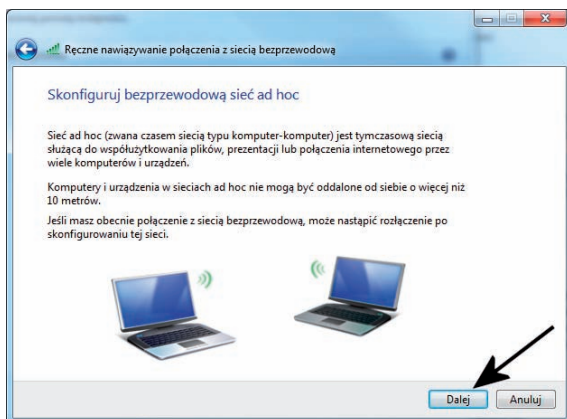 Ręczne nawiązywanie połączenia z siecią bezprzewodową
Skonfiguruj bezprzewodową sieć ad hoc
Sieć ad hoc (zwana czasem siecią typu komputer-komputer) jest tymczasową siecią
służącą do współużytkowania plików, prezentacji lub połączenia internetowego przez
wiele komputerów i urządzeń.
Komputery i urządzenia w sieciach ad hoc nie mogą być oddalone od siebie o więcej niż
10 metrów.
Jeśli masz obecnie połączenie z siecią bezprzewodową, może nastąpić rozłączenie po
skonfigurowaniu tej sieci.
Dalej Anuluj